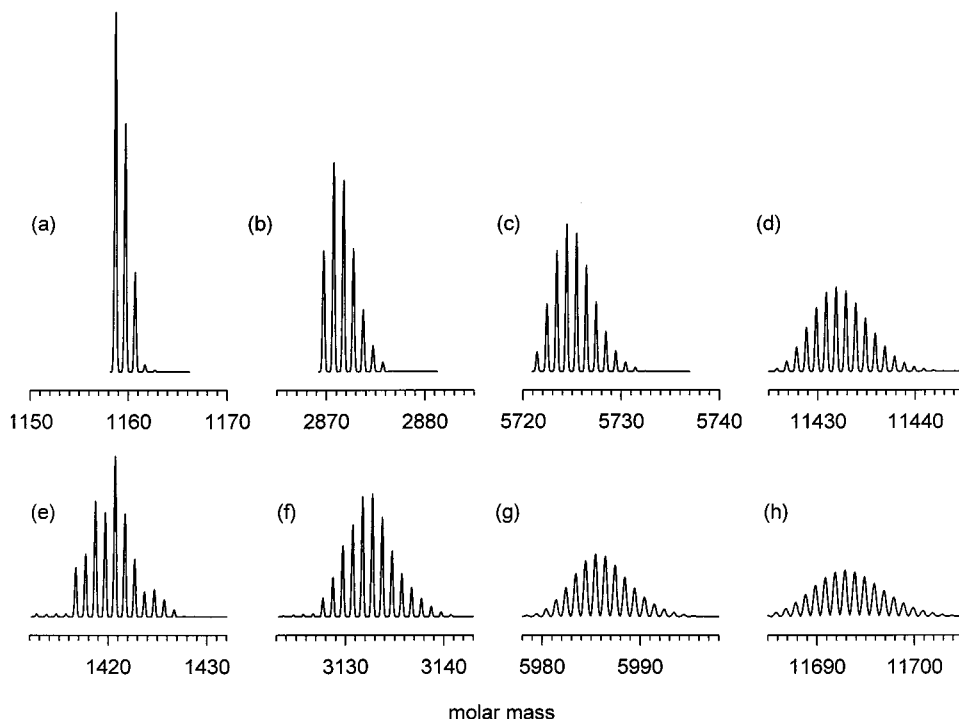 (a) (b) (c) (d)
1150 1160 1170 2870 2880 5720 5730 5740 11430 11440
(e) (f) (g) (h)
1420 1430 3130 3140 5980 5990 11690 11700
molar mass